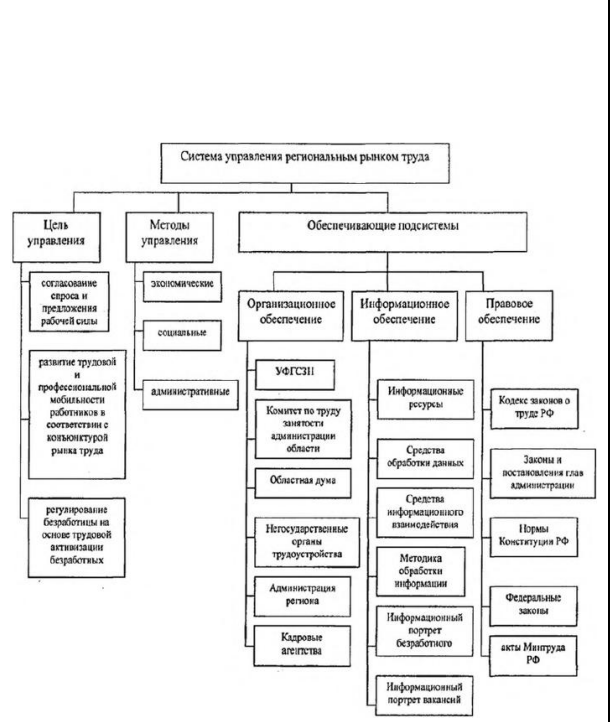 Система управления региональным рынком труда
Цель
управления
Методы
управления
Обеспечивающие подсистемы
согласование
спроса и
предложения
рабочей силы
развитие трудовой
и
профессиональной
мобильности
работников в
соответствии с
конъюнктурой
рынка труда
регулирование
безработицы на
основе трудовой
активизации
безработных
экономические
социальные
административные
Организационное
обеспечение
УФГСЗН
Комитет по труду
занятости
администрации
области
Областная дума
Негосударственные
органы
трудоустройства
Администрация
региона
Кадровые
агентства
Информационное
обеспечение
Информационные
ресурсы
Средства
обработки данных
Средства
информационного
взаимодействия
Методика
обработки
информации
Информационный
портрет
безработного
Информационный
портрет вакансий
Правовое
обеспечение
Кодекс законов о
труде РФ
Законы и
постановления глав
администрации
Нормы
Конституции РФ
Федеральные
законы
акты Минтруда
РФ